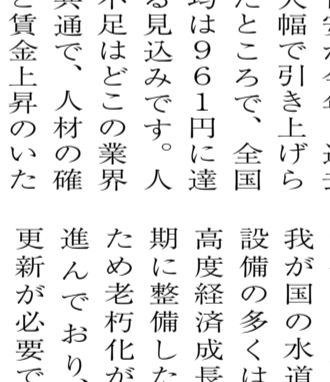 大幅で引き上げら
たところで、全国
均は961円に達
る見込みです。人
不足はどこの業界
共通で、人材の確
と賃金上昇のいた
我が国の水道
設備の多くは
高度経済成長
期に整備した
ため老朽化が
進んでおり、
更新が必要で